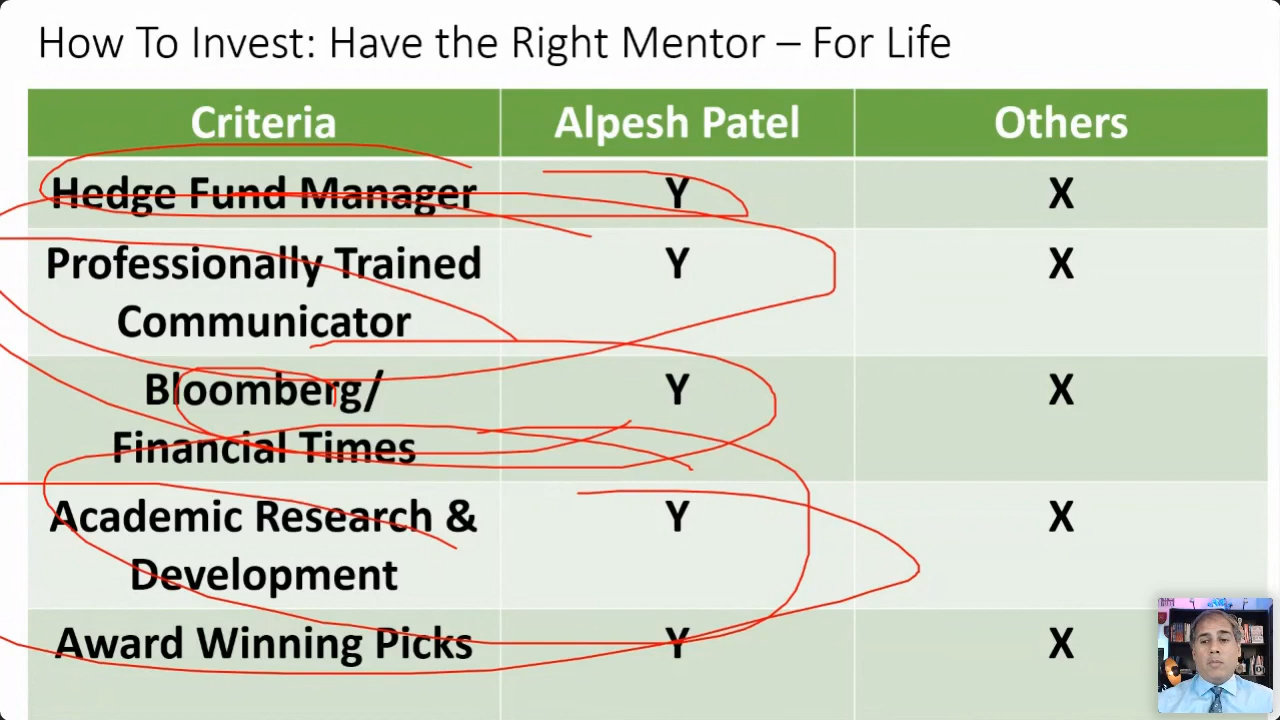 How To Invest: Have the Right Mentor – For Life
Criteria Alpesh Patel Others
Hedge Fund Manager Y X
Professionally Trained Y X
Communicator
Bloomberg/ Y X
Financial Times
Academic Research & Y X
Development
Award Winning Picks Y X